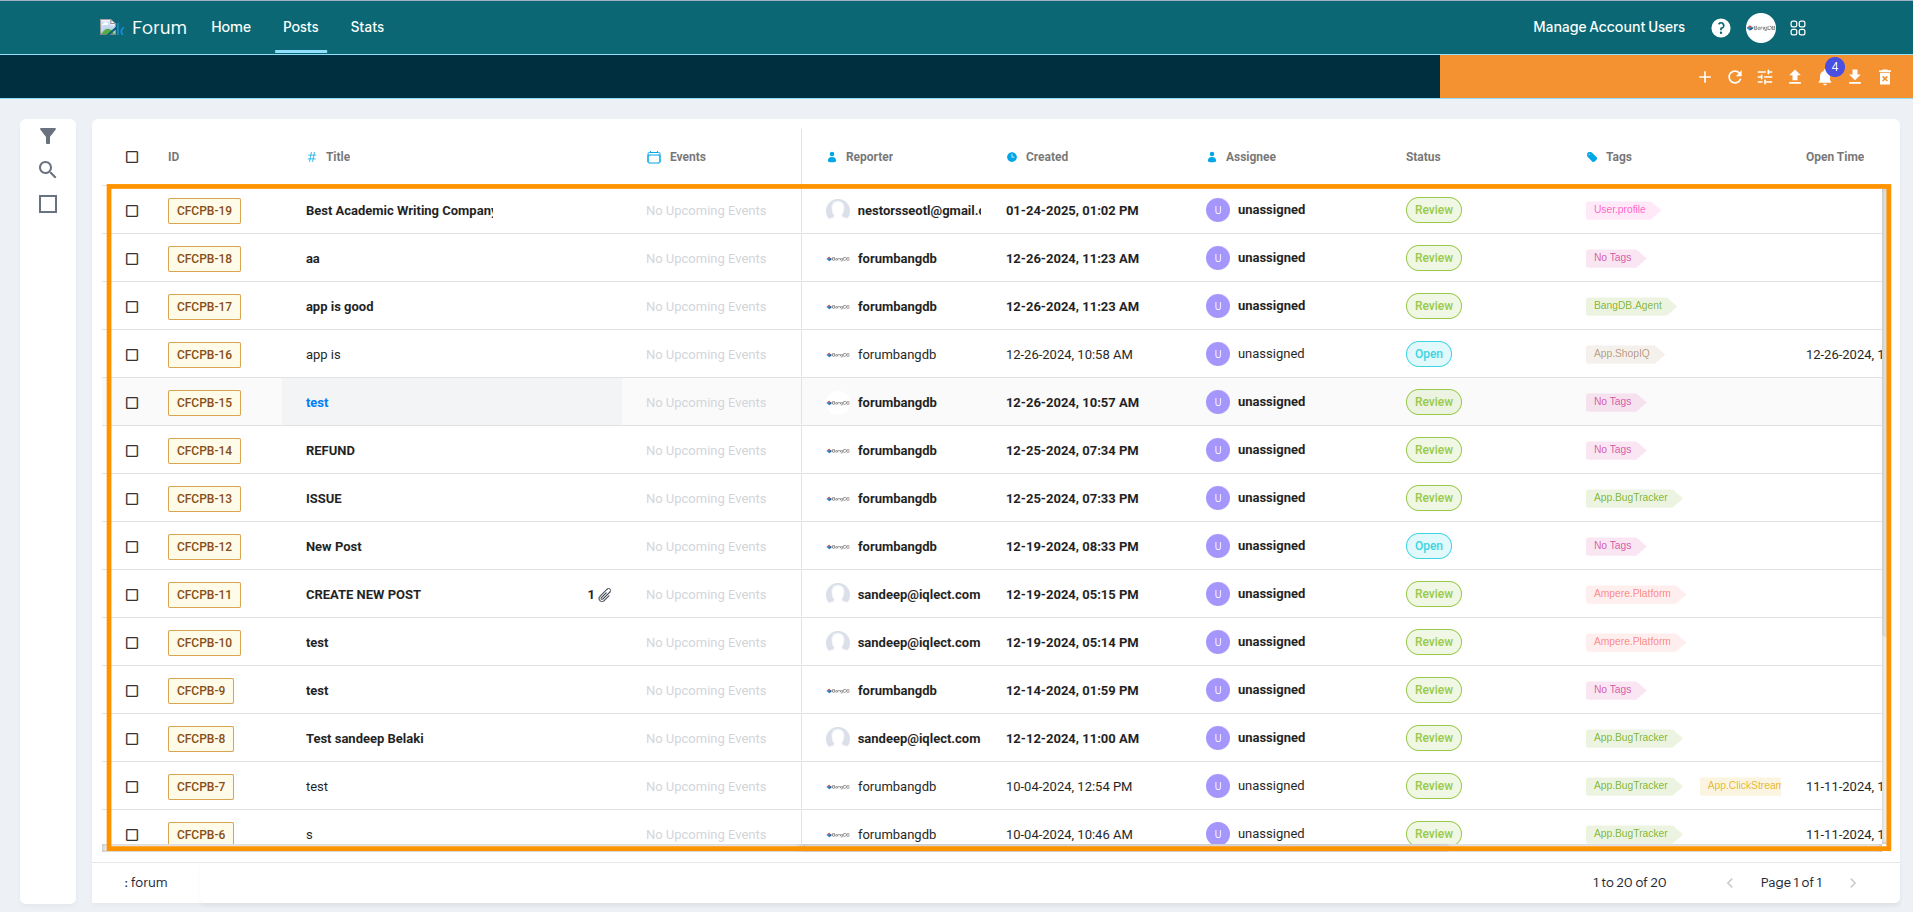 Forum Home Posts Stats Manage Account Users ?
4
ID # Title Events Reporter Created Assignee Status Tags Open Time
CFCPB-19 Best Academic Writing Company No Upcoming Events nestorsseotl@gmail.c 01-24-2025, 01:02 PM U unassigned Review User.profile
CFCPB-18 aa No Upcoming Events forumbangdb 12-26-2024, 11:23 AM U unassigned Review No Tags
CFCPB-17 app is good No Upcoming Events forumbangdb 12-26-2024, 11:23 AM U unassigned Review BangDB.Agent
CFCPB-16 app is No Upcoming Events forumbangdb 12-26-2024, 10:58 AM U unassigned Open App.ShopIQ 12-26-2024, 1
CFCPB-15 test No Upcoming Events forumbangdb 12-26-2024, 10:57 AM U unassigned Review No Tags
CFCPB-14 REFUND No Upcoming Events forumbangdb 12-25-2024, 07:34 PM U unassigned Review No Tags
CFCPB-13 ISSUE No Upcoming Events forumbangdb 12-25-2024, 07:33 PM U unassigned Review App.BugTracker
CFCPB-12 New Post No Upcoming Events forumbangdb 12-19-2024, 08:33 PM U unassigned Open No Tags
CFCPB-11 CREATE NEW POST 1 No Upcoming Events sandeep@iqlect.com 12-19-2024, 05:15 PM U unassigned Review Ampere.Platform
CFCPB-10 test No Upcoming Events sandeep@iqlect.com 12-19-2024, 05:14 PM U unassigned Review Ampere.Platform
CFCPB-9 test No Upcoming Events forumbangdb 12-14-2024, 01:59 PM U unassigned Review No Tags
CFCPB-8 Test sandeep Belaki No Upcoming Events sandeep@iqlect.com 12-12-2024, 11:00 AM U unassigned Review App.BugTracker
CFCPB-7 test No Upcoming Events forumbangdb 10-04-2024, 12:54 PM U unassigned Review App.BugTracker App.ClickStream 11-11-2024, 1
CFCPB-6 s No Upcoming Events forumbangdb 10-04-2024, 10:46 AM U unassigned Review App.BugTracker 11-11-2024, 1
: forum 1 to 20 of 20 Page 1 of 1